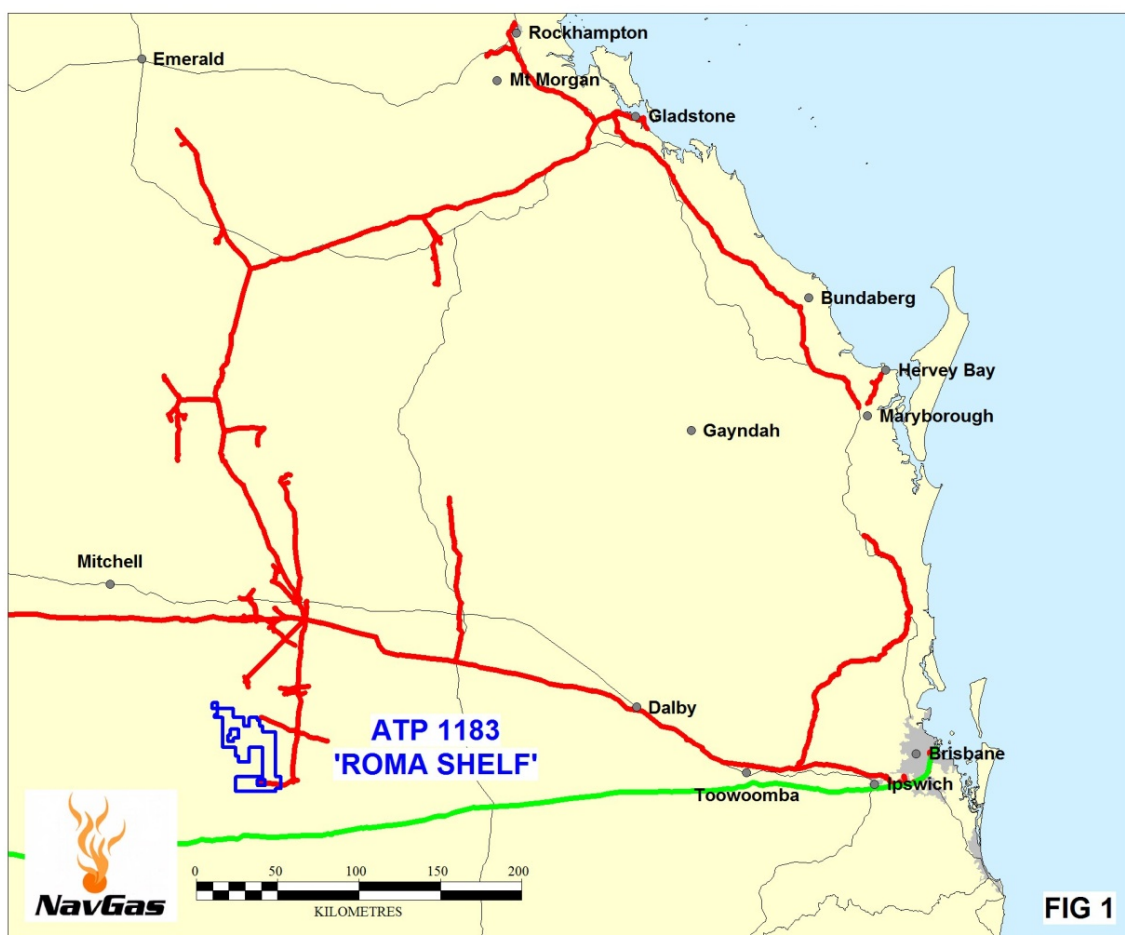 Rockhampton
Emerald
Mt Morgan
Gladstone
Bundaberg
Hervey Bay
Maryborough
Gayndah
Mitchell
Dalby
ATP 1183
'ROMA SHELF'
Brisbane
Ipswich
Toowoomba
0 50 100 150 200
KILOMETRES
NavGas
FIG 1